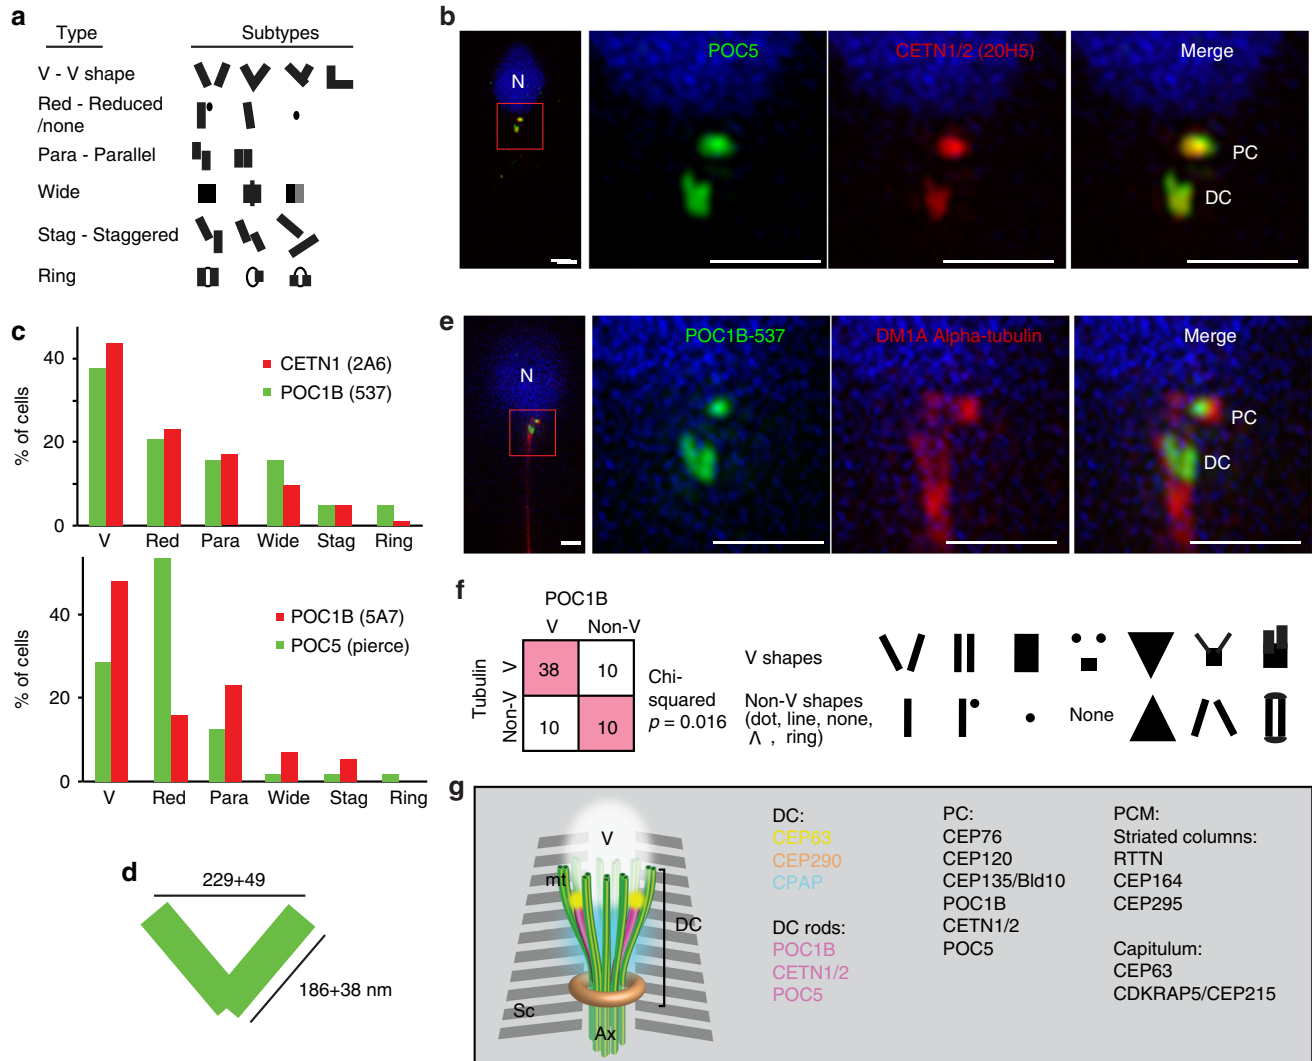 a
Type
Subtypes
V - V shape
Red - Reduced
/none
Para - Parallel
Wide
Stag - Staggered
Ring
b
N
POC5
CETN1/2 (20H5)
Merge
PC
DC
c
% of cells
40
20
0
CETN1 (2A6)
POC1B (537)
V
Red
Para
Wide
Stag
Ring
% of cells
40
20
0
POC1B (5A7)
POC5 (pierce)
V
Red
Para
Wide
Stag
Ring
d
229+49
186+38 nm
e
N
POC1B-537
DM1A Alpha-tubulin
Merge
PC
DC
f
POC1B
V
Non-V
Tubulin
V
Non-V
38
10
10
10
Chi-
squared
p = 0.016
V shapes
Non-V shapes
(dot, line, none,
Λ , ring)
None
g
V
mt
DC
Sc
Ax
DC:
CEP63
CEP290
CPAP
DC rods:
POC1B
CETN1/2
POC5
PC:
CEP76
CEP120
CEP135/Bld10
POC1B
CETN1/2
POC5
PCM:
Striated columns:
RTTN
CEP164
CEP295
Capitulum:
CEP63
CDKRAP5/CEP215